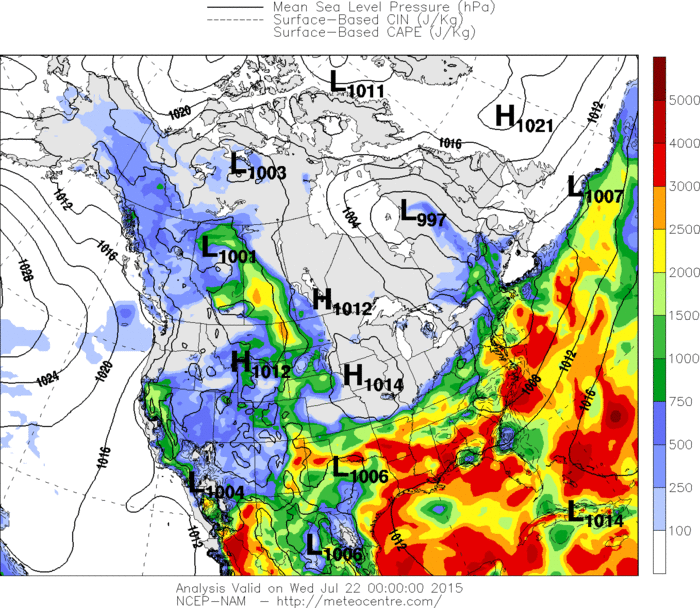 Mean Sea Level Pressure (hPa)
Surface-Based CIN (J/Kg)
Surface-Based CAPE (J/Kg)
L1011
H1021
1012
1020
1016
L1003
L1007
1012
1004
L997
1016
L1001
1028
H1012
5000
4000
3000
2500
2000
1500
1000
750
500
250
100
1020
1024
H1012
H1014
1012
1008
1016
1016
L1006
L1004
L1014
1012
1012
L1006
Analysis Valid on Wed Jul 22 00:00:00 2015
NCEP-NAM – http://meteocentre.com/